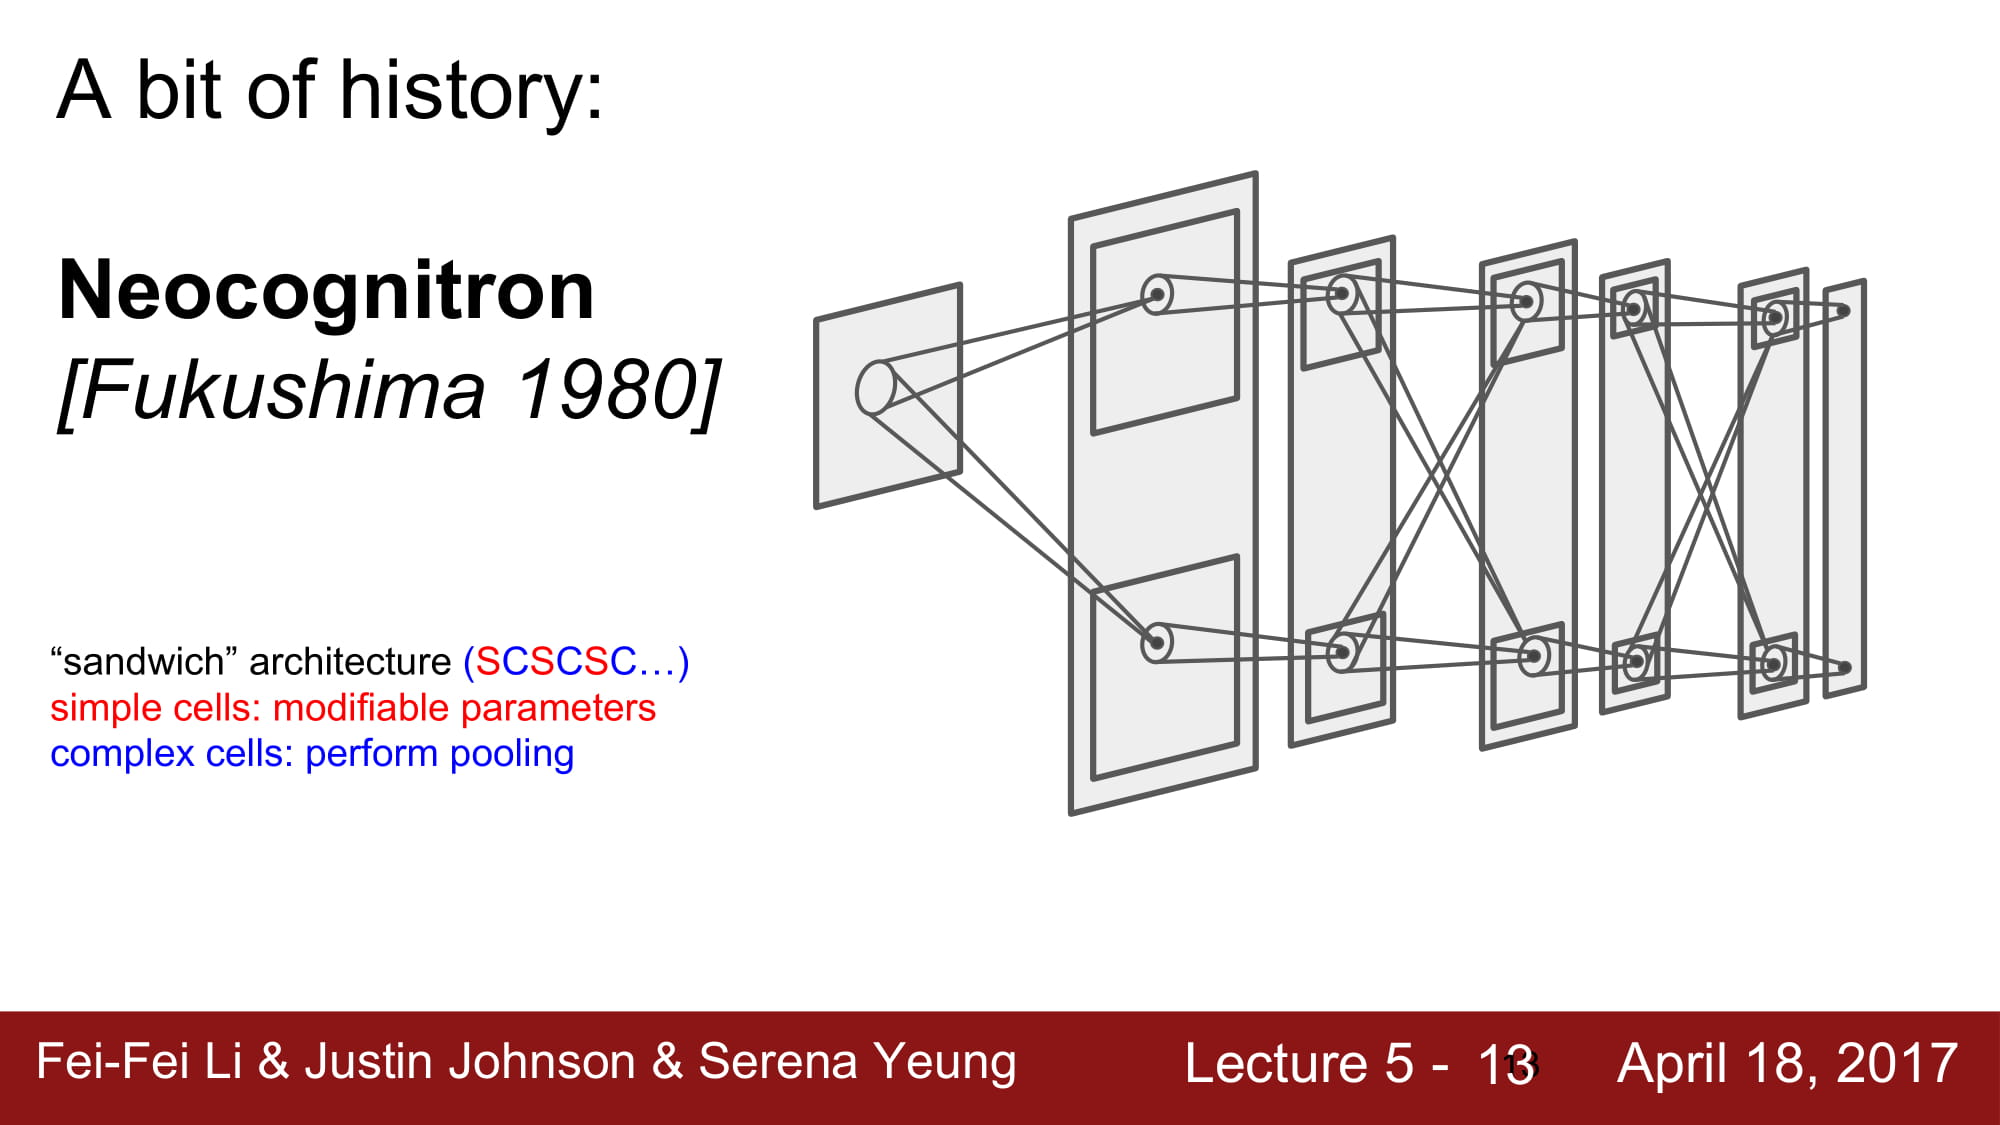 A bit of history:
Neocognitron
[Fukushima 1980]
“sandwich” architecture (SCSCSC…)
simple cells: modifiable parameters
complex cells: perform pooling
Fei-Fei Li & Justin Johnson & Serena Yeung Lecture 5 - 13 13 April 18, 2017